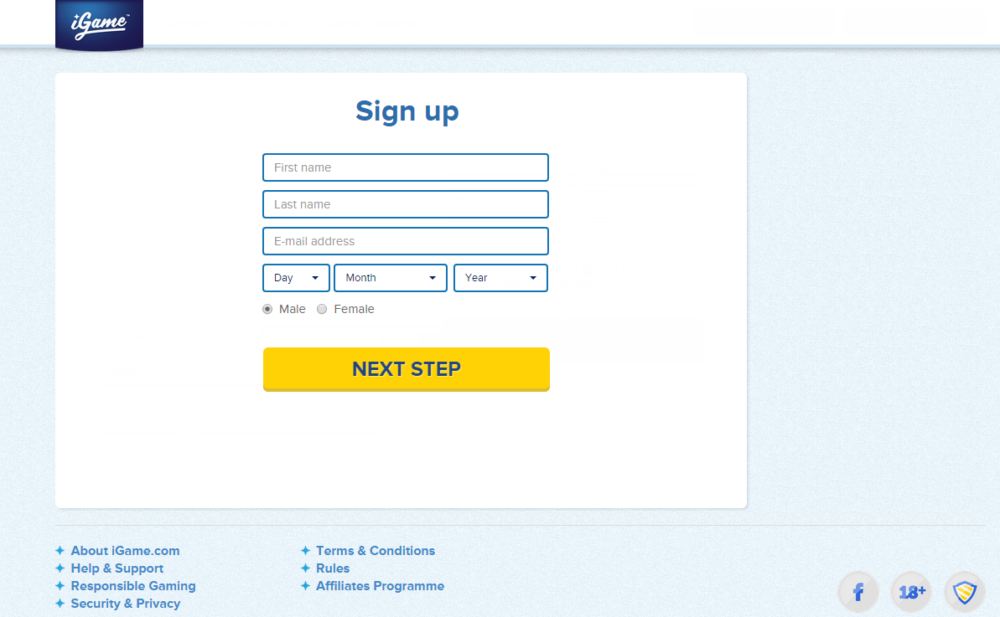 iGame™
Sign up
First name
Last name
E-mail address
Day Month Year
Male Female
NEXT STEP
About iGame.com
Help & Support
Responsible Gaming
Security & Privacy
Terms & Conditions
Rules
Affiliates Programme
f 18+